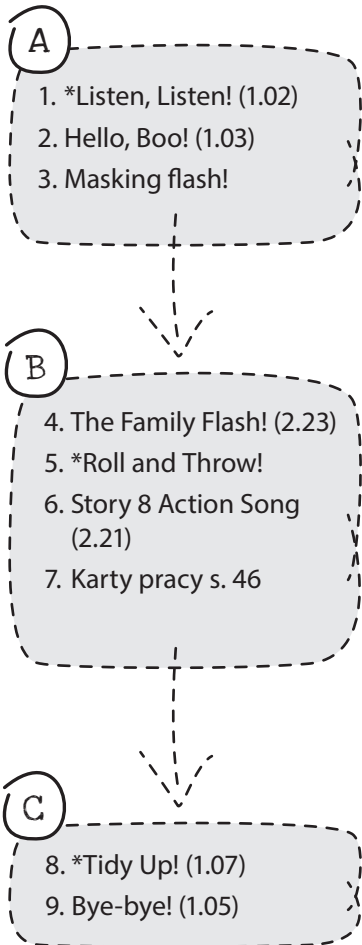 A
1. *Listen, Listen! (1.02)
2. Hello, Boo! (1.03)
3. Masking flash!
B
4. The Family Flash! (2.23)
5. *Roll and Throw!
6. Story 8 Action Song
(2.21)
7. Karty pracy s. 46
C
8. *Tidy Up! (1.07)
9. Bye-bye! (1.05)